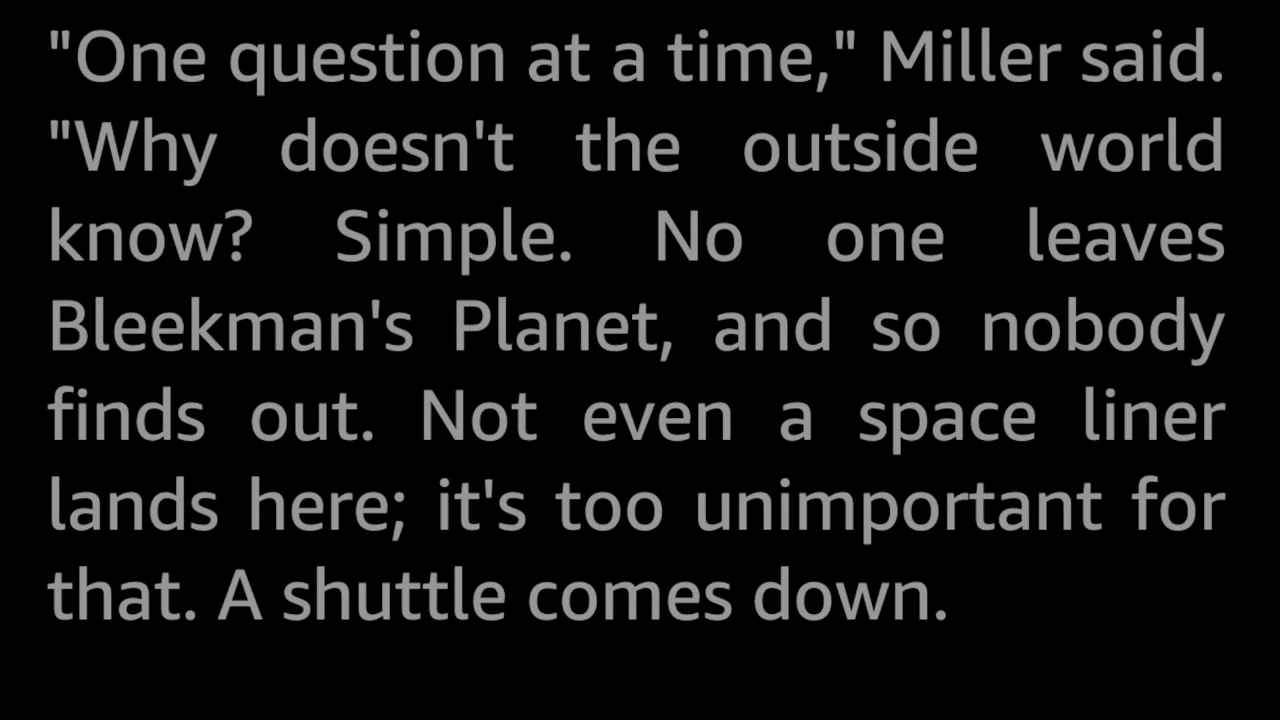 "One question at a time," Miller said.
"Why doesn't the outside world
know? Simple. No one leaves
Bleekman's Planet, and so nobody
finds out. Not even a space liner
lands here; it's too unimportant for
that. A shuttle comes down.